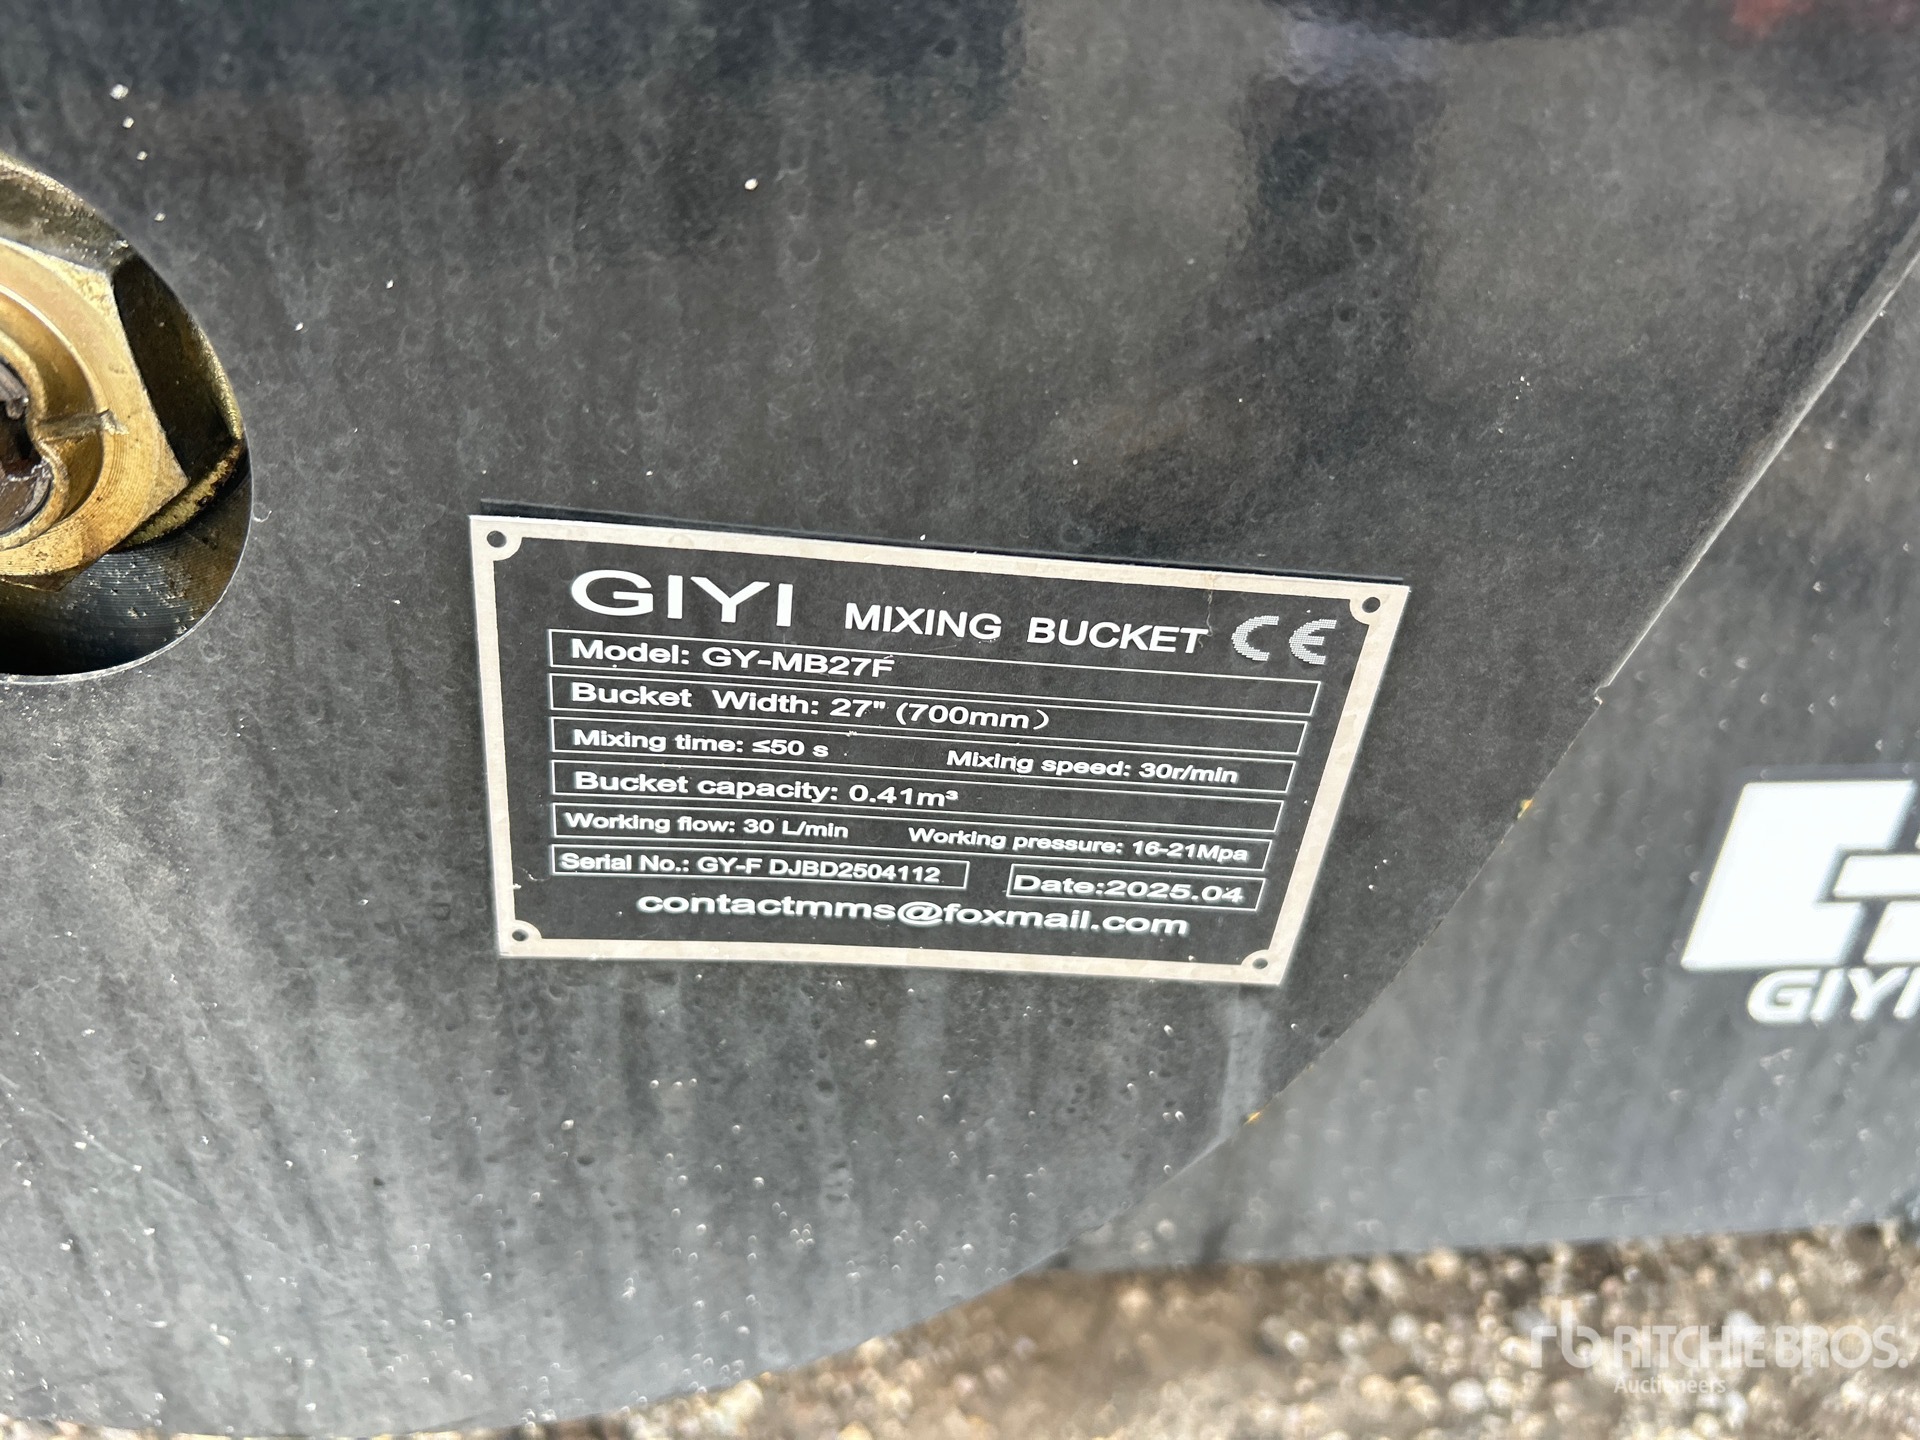 GIYI MIXING BUCKET CE
Model: GY-MB27F
Bucket Width: 27" (700mm)
Mixing time: ≤50 s Mixing speed: 30r/min
Bucket capacity: 0.41m³
Working flow: 30 L/min Working pressure: 16-21Mpa
Serial No.: GY-F DJBD2504112 Date:2025.04
contactmms@foxmail.com
GIYI
rb RITCHIE BROS.
Auctioneers